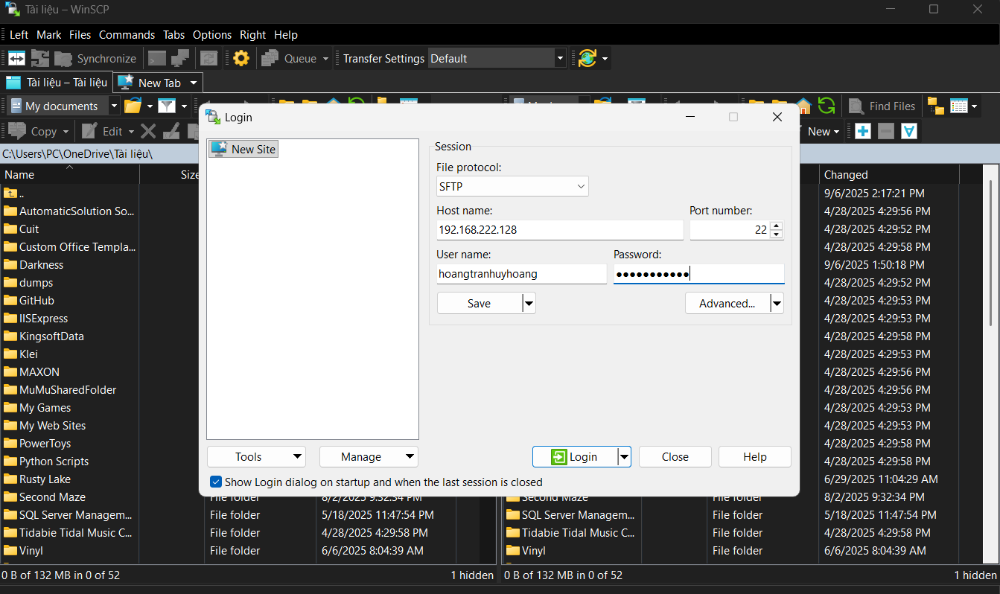 Tài liệu – WinSCP
Left Mark Files Commands Tabs Options Right Help
Synchronize Queue Transfer Settings Default
Tài liệu – Tài liệu New Tab
My documents Find Files
Copy Edit New
C:\Users\PC\OneDrive\Tài liệu\
Name Size Changed
..
AutomaticSolution So...
Cuit
Custom Office Templa...
Darkness
dumps
GitHub
IISExpress
KingsoftData
Klei
MAXON
MuMuSharedFolder
My Games
My Web Sites
PowerToys
Python Scripts
Rusty Lake
Second Maze
SQL Server Managem...
Tidabie Tidal Music C...
Vinyl
Login
New Site
Session
File protocol:
SFTP
Host name: Port number:
192.168.222.128 22
User name: Password:
hoangtranhuyhoang ●●●●●●●●●●●
Save Advanced...
Tools Manage Login Close Help
Show Login dialog on startup and when the last session is closed
File folder 8/2/2025 9:32:34 PM
File folder 5/18/2025 11:47:54 PM
File folder 4/28/2025 4:29:58 PM
File folder 6/6/2025 8:04:39 AM
Second Maze File folder
SQL Server Managem... File folder
Tidabie Tidal Music C... File folder
Vinyl File folder
9/6/2025 2:17:21 PM
4/28/2025 4:29:56 PM
4/28/2025 4:29:52 PM
4/28/2025 4:29:58 PM
9/6/2025 1:50:18 PM
4/28/2025 4:29:52 PM
4/28/2025 4:29:53 PM
4/28/2025 4:29:53 PM
4/28/2025 4:29:58 PM
4/28/2025 4:29:53 PM
4/28/2025 4:29:56 PM
4/28/2025 4:29:56 PM
4/28/2025 4:29:53 PM
4/28/2025 4:29:53 PM
4/28/2025 4:29:58 PM
4/28/2025 4:29:58 PM
6/29/2025 11:04:29 AM
8/2/2025 9:32:34 PM
5/18/2025 11:47:54 PM
4/28/2025 4:29:58 PM
6/6/2025 8:04:39 AM
0 B of 132 MB in 0 of 52 1 hidden 0 B of 132 MB in 0 of 52 1 hidden